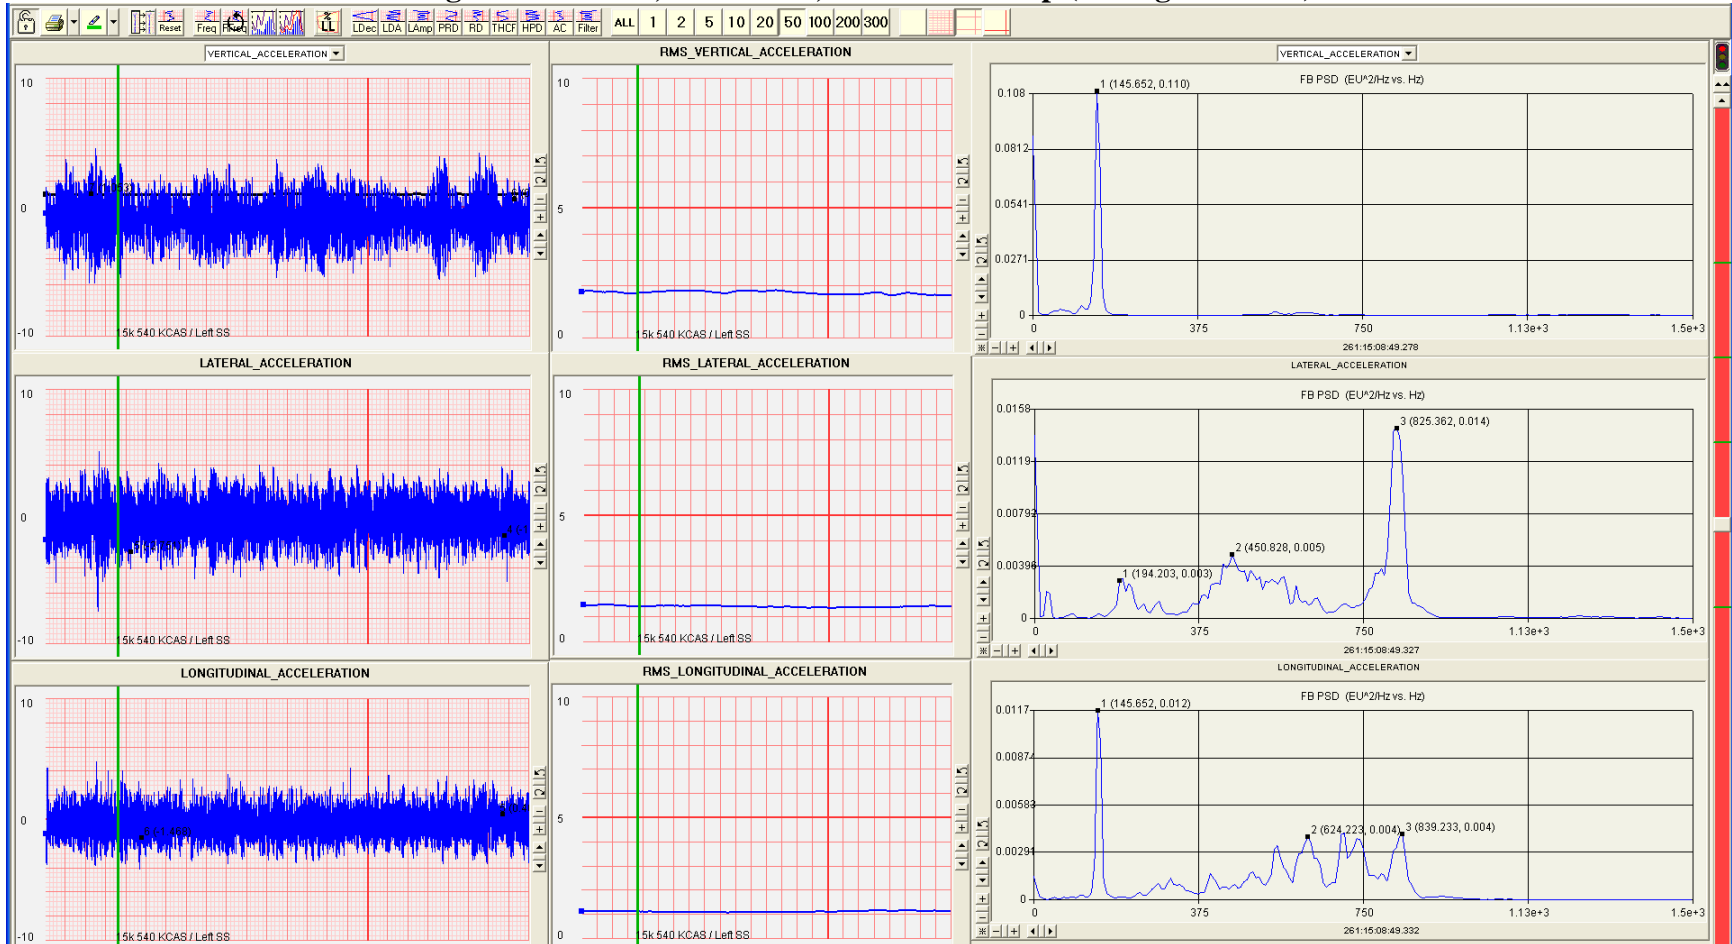 Reset
Freq
%
LL
LDec LDA LAmp PRD RD THCF HPD AC Filter
ALL 1 2 5 10 20 50 100 200 300
VERTICAL_ACCELERATION
10
0
-10
15k 540 KCAS / Left SS
RMS_VERTICAL_ACCELERATION
10
5
0
15k 540 KCAS / Left SS
VERTICAL_ACCELERATION
FB PSD (EU^2/Hz vs. Hz)
1 (145.652, 0.110)
0.108
0.0812
0.0541
0.0271
0
0 375 750 1.13e+3 1.5e+3
261:15:08:49.278
LATERAL_ACCELERATION
10
0
-10
15k 540 KCAS / Left SS
RMS_LATERAL_ACCELERATION
10
5
0
15k 540 KCAS / Left SS
LATERAL_ACCELERATION
FB PSD (EU^2/Hz vs. Hz)
0.0158
3 (825.362, 0.014)
0.0119
0.00792
2 (450.828, 0.005)
0.00396
1 (194.203, 0.003)
0
0 375 750 1.13e+3 1.5e+3
261:15:08:49.327
LONGITUDINAL_ACCELERATION
10
0
-10
15k 540 KCAS / Left SS
RMS_LONGITUDINAL_ACCELERATION
10
5
0
15k 540 KCAS / Left SS
LONGITUDINAL_ACCELERATION
FB PSD (EU^2/Hz vs. Hz)
0.0117
1 (145.652, 0.012)
0.00874
0.00583
2 (624.223, 0.004) 3 (839.233, 0.004)
0.00294
0
0 375 750 1.13e+3 1.5e+3
261:15:08:49.332